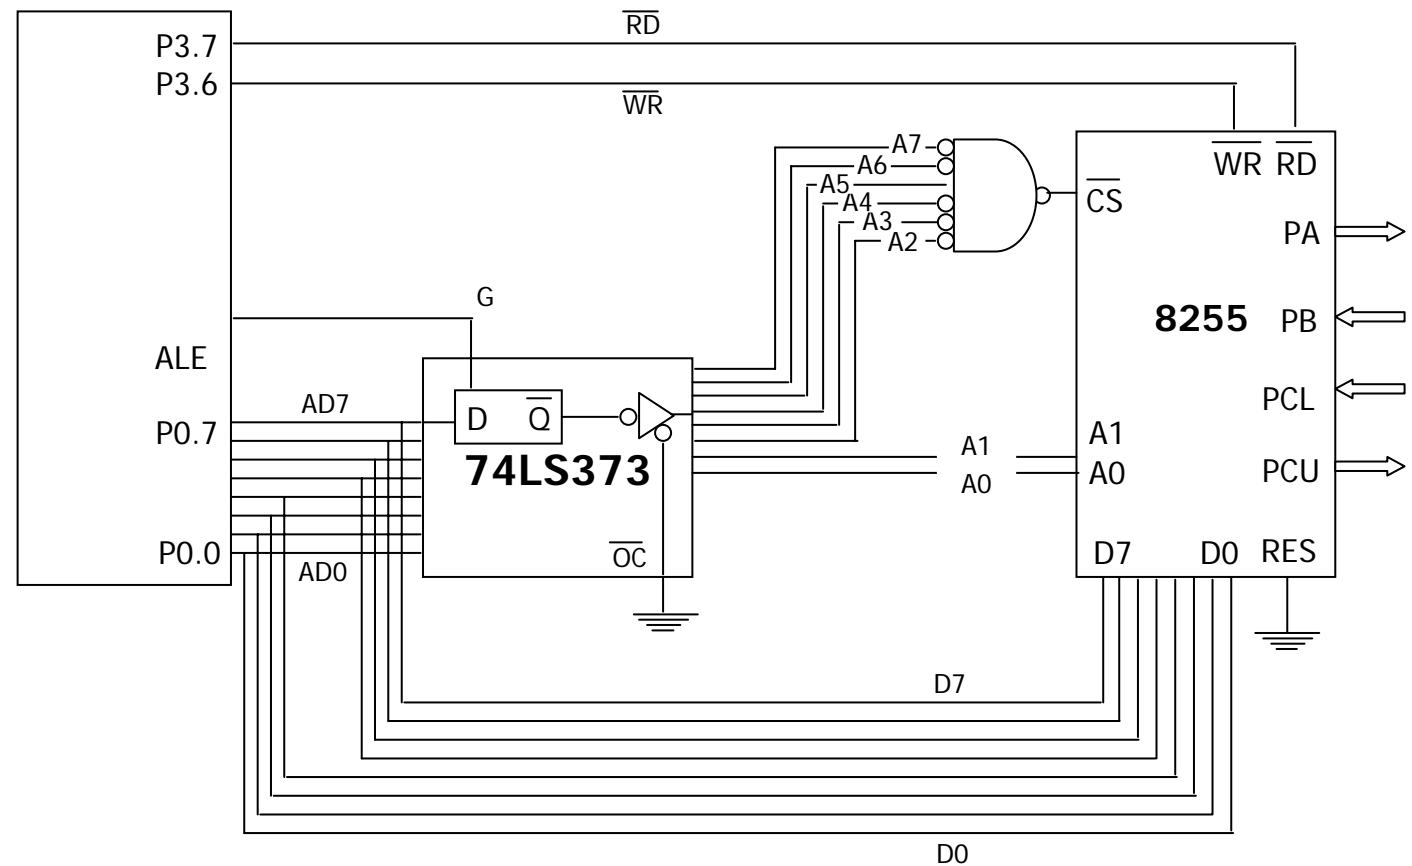 RD
P3.7
P3.6
WR
A7
A6
A5
A4
A3
A2
WR RD
CS
PA
G
8255
PB
ALE
PCL
AD7
D Q
P0.7
A1
A1
74LS373
A0
A0
PCU
P0.0
AD0
OC
D7
D0
RES
D7
D0